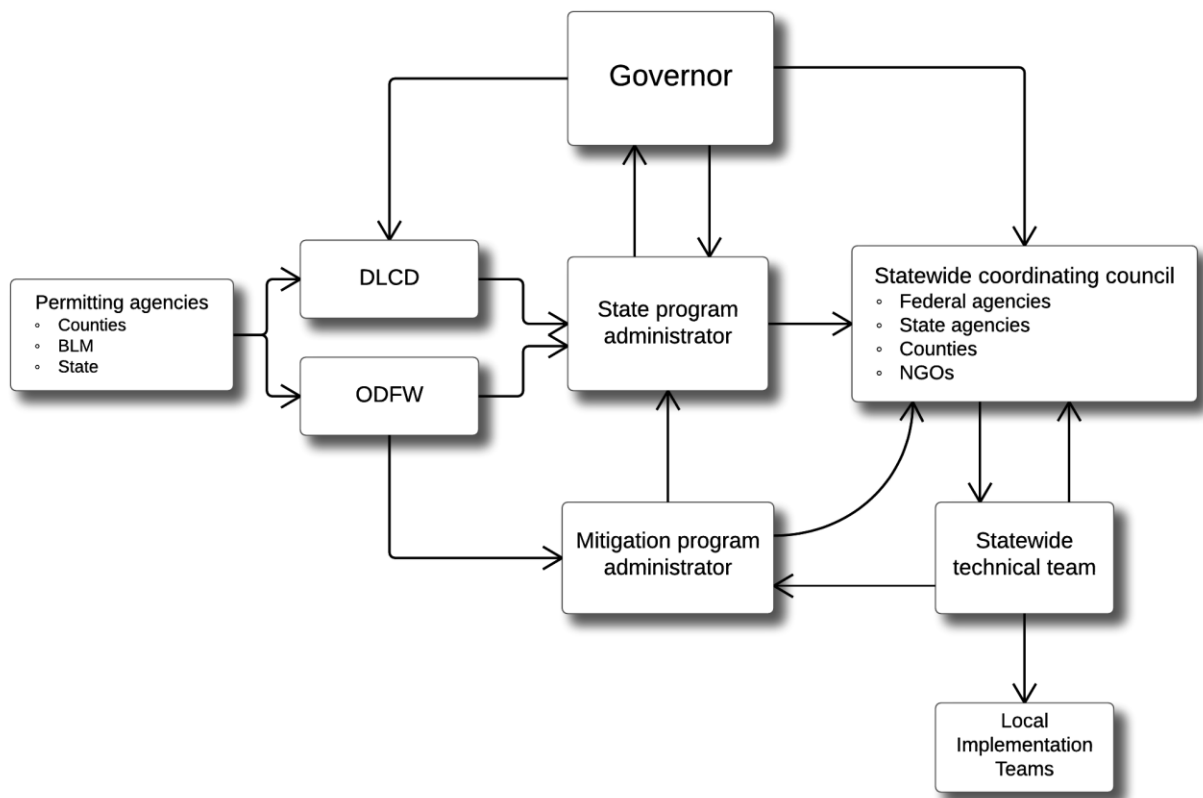 Governor
DLCD
Permitting agencies
◦ Counties
◦ BLM
◦ State
ODFW
State program
administrator
Statewide coordinating council
◦ Federal agencies
◦ State agencies
◦ Counties
◦ NGOs
Mitigation program
administrator
Statewide
technical team
Local
Implementation
Teams